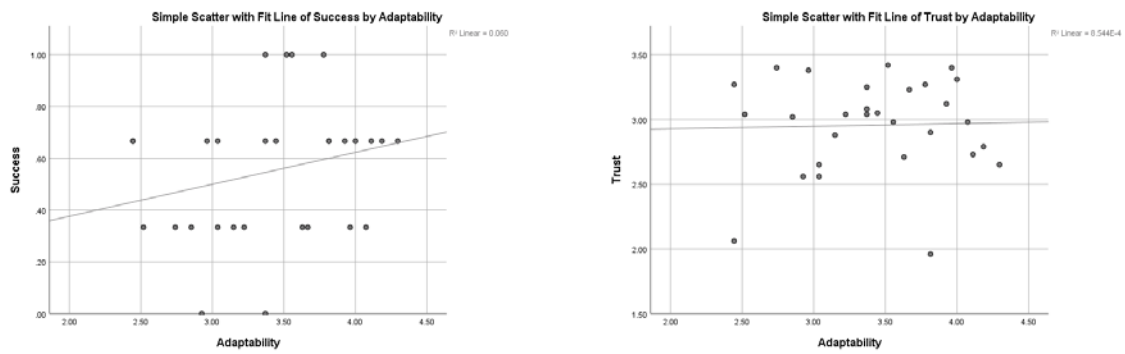 Simple Scatter with Fit Line of Success by Adaptability
R² Linear = 0.060
1.00
.80
.60
.40
.20
.00
Success
2.00 2.50 3.00 3.50 4.00 4.50
Adaptability
Simple Scatter with Fit Line of Trust by Adaptability
R² Linear = 6.544E-4
3.50
3.00
2.50
2.00
1.50
Trust
2.00 2.50 3.00 3.50 4.00 4.50
Adaptability